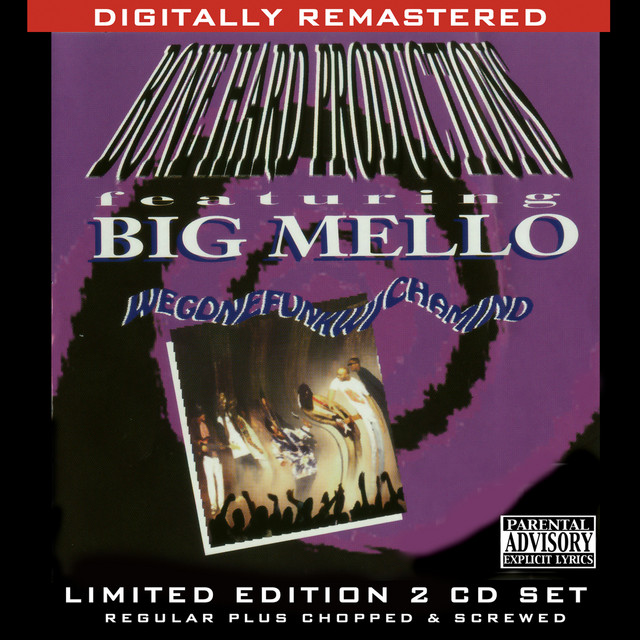 DIGITALLY REMASTERED
BONE HARD PRODUCTIONS
featuring
BIG MELLO
WEGONEFUNKWICHAMIND
PARENTAL
ADVISORY
EXPLICIT LYRICS
LIMITED EDITION 2 CD SET
REGULAR PLUS CHOPPED & SCREWED